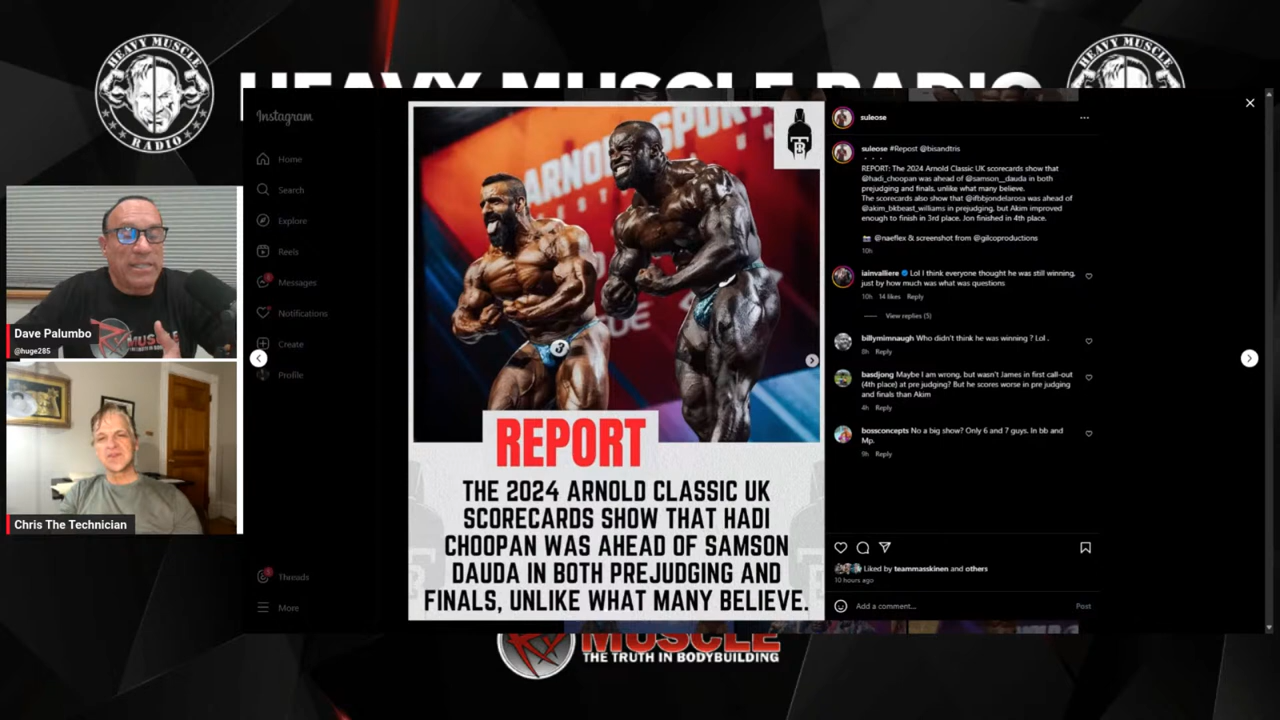 HEAVY MUSCLE RADIO
HEAVY MUSCLE
RADIO
HEAVY MUSCLE
Dave Palumbo
@huge285
Chris The Technician
Instagram
Home
Search
Explore
Reels
Messages
Notifications
Create
Profile
Threads
More
ARNOLD SPORTS
3
REPORT
THE 2024 ARNOLD CLASSIC UK
SCORECARDS SHOW THAT HADI
CHOOPAN WAS AHEAD OF SAMSON
DAUDA IN BOTH PREJUDGING AND
FINALS, UNLIKE WHAT MANY BELIEVE.
suleose
suleose #Repost @bisandtris
・・・
REPORT: The 2024 Arnold Classic UK scorecards show that
@hadi_choopan was ahead of @samson__dauda in both
prejudging and finals, unlike what many believe.
The scorecards also show that @ifbbjondelarosa was ahead of
@akim_bkbeast_williams in prejudging, but Akim improved
enough to finish in 3rd place. Jon finished in 4th place.
📷 @naeflex & screenshot from @gilcoproductions
10h
iainvalliere Lol I think everyone thought he was still winning,
just by how much was what was questions
10h 14 likes Reply
View replies (5)
billymimnaugh Who didn't think he was winning ? Lol .
8h Reply
basdjong Maybe I am wrong, but wasn't James in first call-out
(4th place) at pre judging? But he scores worse in pre judging
and finals than Akim
4h Reply
bossconcepts No a big show? Only 6 and 7 guys. In bb and
Mp.
9h Reply
Liked by teammasskinen and others
10 hours ago
Add a comment...
Post
MUSCLE
THE TRUTH IN BODYBUILDING